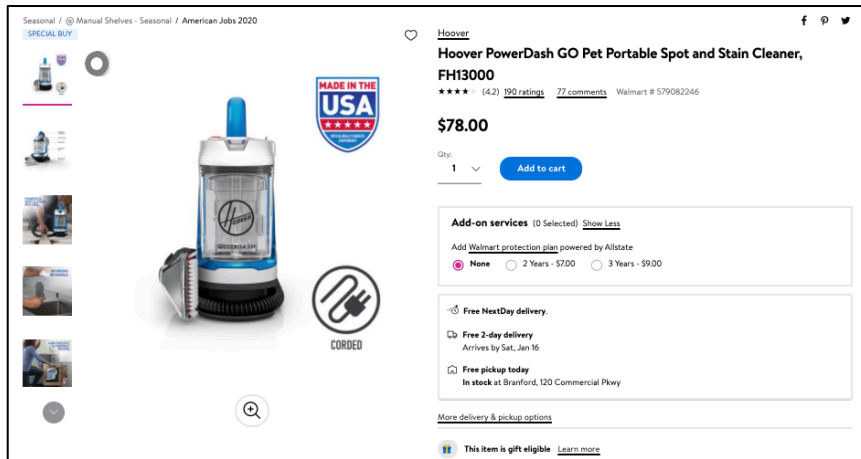 Seasonal / @ Manual Shelves - Seasonal / American Jobs 2020
SPECIAL BUY
MADE IN THE
USA
HOOVER
CORDED
Hoover
Hoover PowerDash GO Pet Portable Spot and Stain Cleaner,
FH13000
(4.2) 190 ratings 77 comments Walmart # 579082246
$78.00
Qty:
1
Add to cart
Add-on services (0 Selected) Show Less
Add Walmart protection plan powered by Allstate
None 2 Years - $7.00 3 Years - $9.00
Free NextDay delivery.
Free 2-day delivery
Arrives by Sat, Jan 16
Free pickup today
In stock at Branford, 120 Commercial Pkwy
More delivery & pickup options
This item is gift eligible Learn more